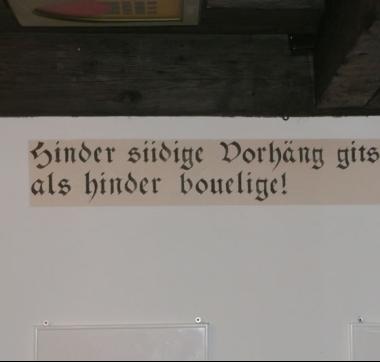 Hinder siidige Vorhäng gits
als hinder bouelige!